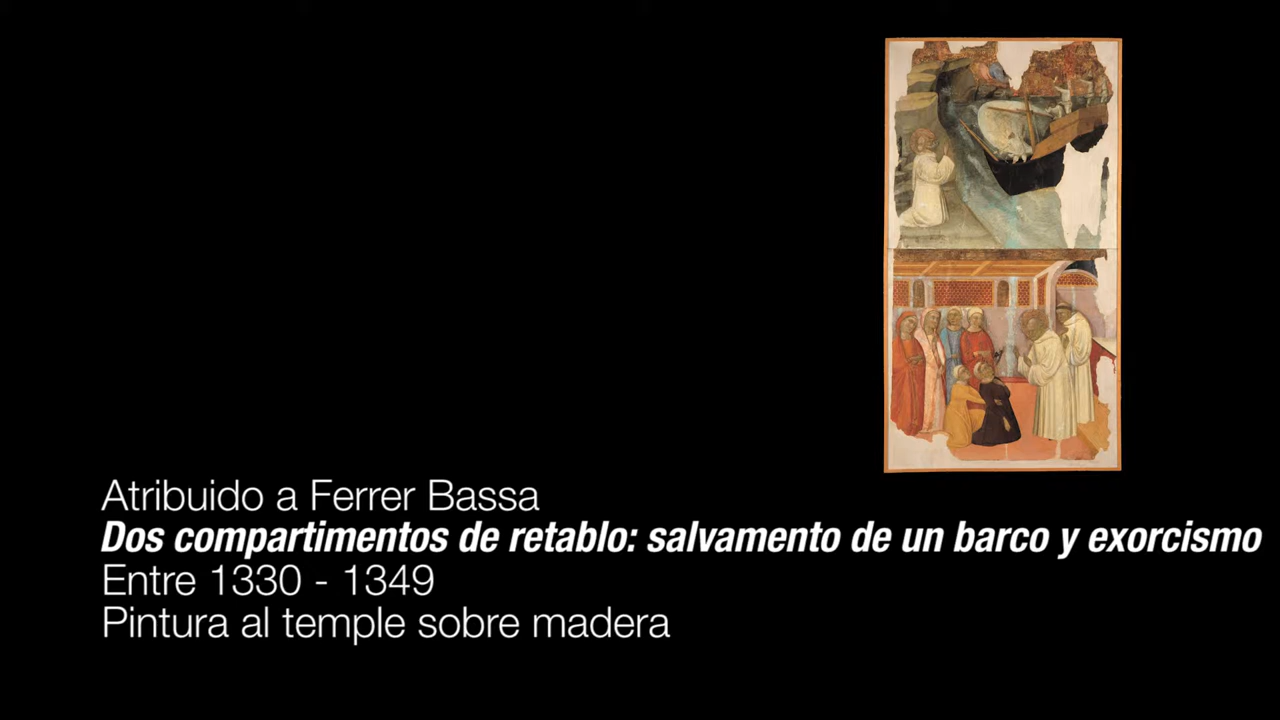 Atribuido a Ferrer Bassa
Dos compartimentos de retablo: salvamento de un barco y exorcismo
Entre 1330 - 1349
Pintura al temple sobre madera